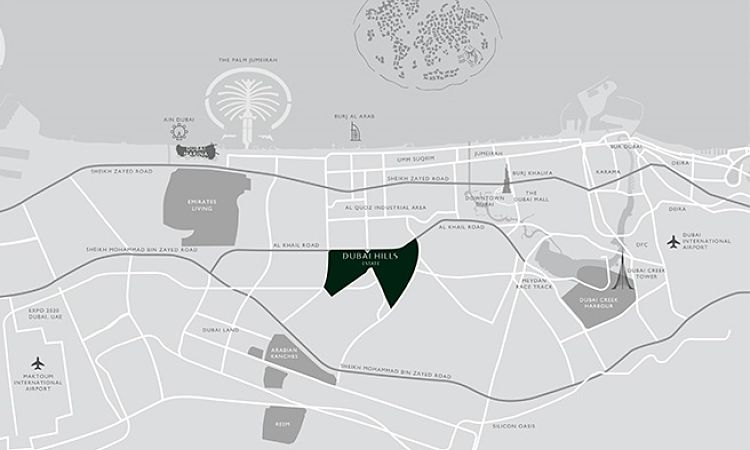 THE PALM JUMEIRAH
AIN DUBAI
BURJ AL ARAB
DUBAI
MARINA
SHEIKH ZAYED ROAD
EMIRATES
LIVING
UMM SUQEIM
JUMEIRAH
BUR DUBAI
DEIRA
KARAMA
SHEIKH ZAYED ROAD
BURJ KHALIFA
DOWNTOWN
DUBAI
THE
DUBAI MALL
AL QUOZ INDUSTRIAL AREA
DEIRA
AL KHAIL ROAD
DFC
DUBAI
INTERNATIONAL
AIRPORT
SHEIKH MOHAMMAD BIN ZAYED ROAD
AL KHAIL ROAD
DUBAI HILLS
ESTATE
MEYDAN
RACE TRACK
DUBAI CREEK
TOWER
DUBAI CREEK
HARBOUR
EXPO 2020
DUBAI, UAE
DUBAI LAND
ARABIAN
RANCHES
MAKTOUM
INTERNATIONAL
AIRPORT
SHEIKH MOHAMMAD BIN ZAYED ROAD
REEM
SILICON OASIS